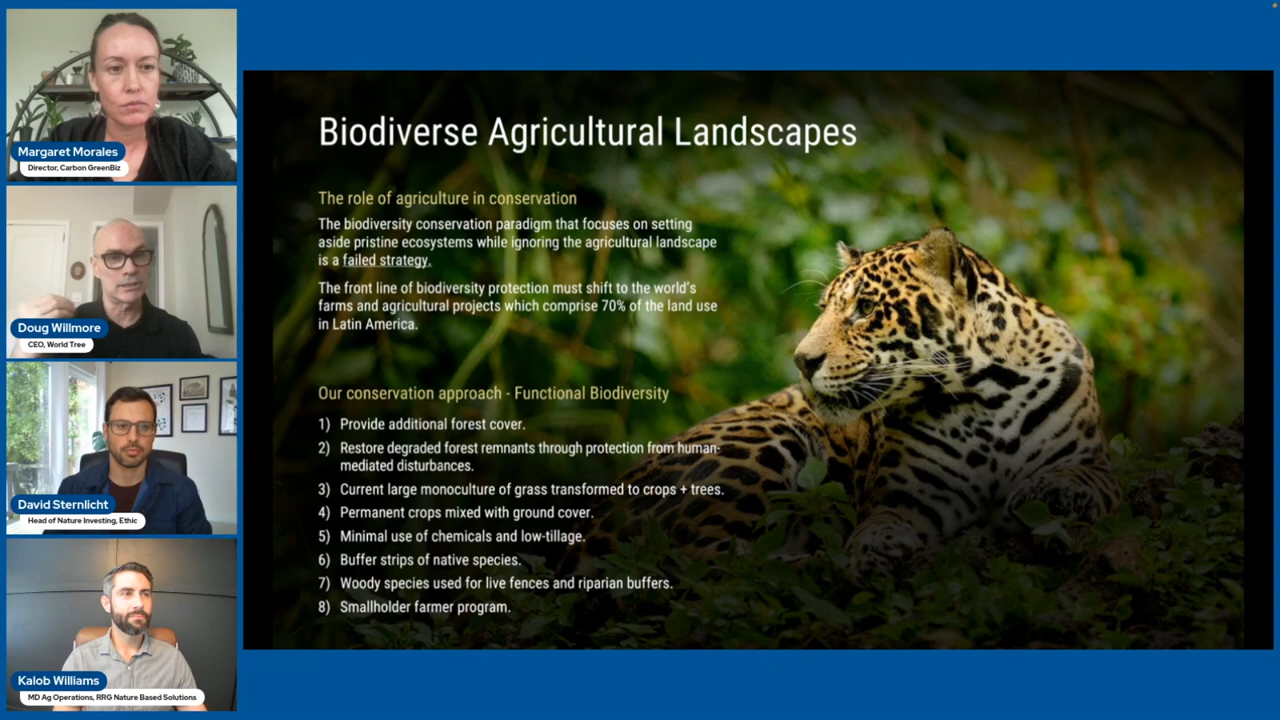 Margaret Morales
Director, Carbon GreenBiz
Doug Willmore
CEO, World Tree
David Sternlicht
Head of Nature Investing, Ethic
Kalob Williams
MD Ag Operations, RRG Nature Based Solutions
Biodiverse Agricultural Landscapes
The role of agriculture in conservation
The biodiversity conservation paradigm that focuses on setting
aside pristine ecosystems while ignoring the agricultural landscape
is a failed strategy.
The front line of biodiversity protection must shift to the world's
farms and agricultural projects which comprise 70% of the land use
in Latin America.
Our conservation approach - Functional Biodiversity
1) Provide additional forest cover.
2) Restore degraded forest remnants through protection from human-
mediated disturbances.
3) Current large monoculture of grass transformed to crops + trees.
4) Permanent crops mixed with ground cover.
5) Minimal use of chemicals and low-tillage.
6) Buffer strips of native species.
7) Woody species used for live fences and riparian buffers.
8) Smallholder farmer program.